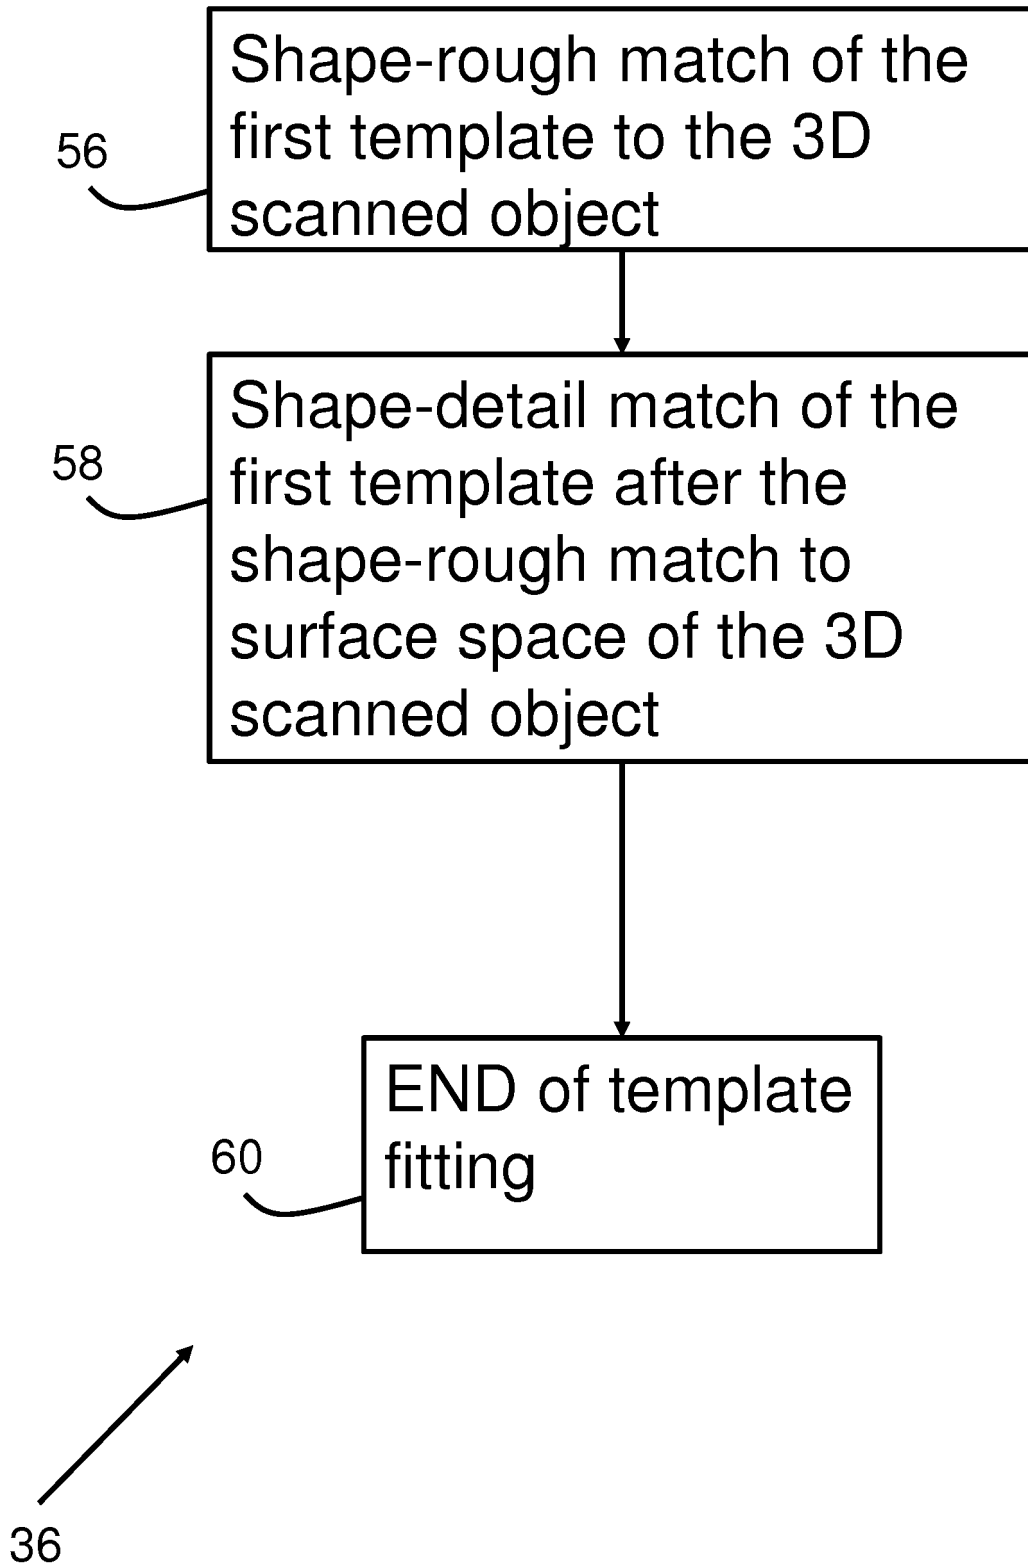 Shape-rough match of the
first template to the 3D
scanned object
56
Shape-detail match of the
first template after the
shape-rough match to
surface space of the 3D
scanned object
58
END of template
fitting
60
36